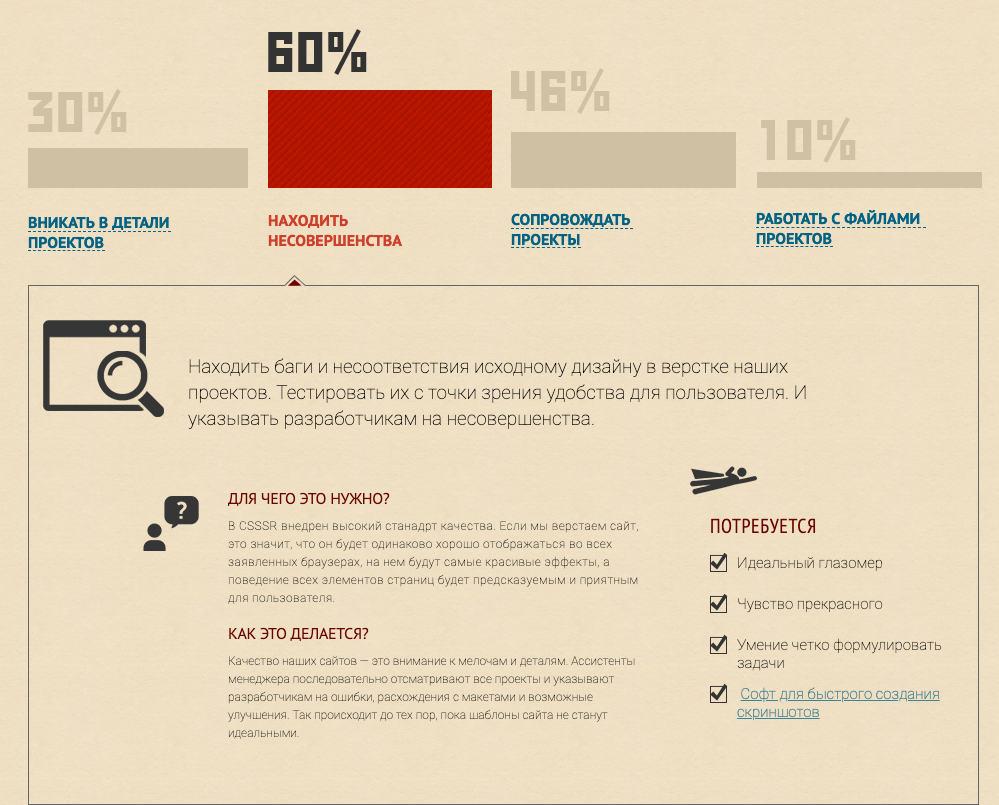 30%
60%
46%
10%
ВНИКАТЬ В ДЕТАЛИ
ПРОЕКТОВ
НАХОДИТЬ
НЕСОВЕРШЕНСТВА
СОПРОВОЖДАТЬ
ПРОЕКТЫ
РАБОТАТЬ С ФАЙЛАМИ
ПРОЕКТОВ
Находить баги и несоответствия исходному дизайну в верстке наших
проектов. Тестировать их с точки зрения удобства для пользователя. И
указывать разработчикам на несовершенства.
?
ДЛЯ ЧЕГО ЭТО НУЖНО?
В CSSSR внедрен высокий станадрт качества. Если мы верстаем сайт,
это значит, что он будет одинаково хорошо отображаться во всех
заявленных браузерах, на нем будут самые красивые эффекты, а
поведение всех элементов страниц будет предсказуемым и приятным
для пользователя.
КАК ЭТО ДЕЛАЕТСЯ?
Качество наших сайтов — это внимание к мелочам и деталям. Ассистенты
менеджера последовательно отсматривают все проекты и указывают
разработчикам на ошибки, расхождения с макетами и возможные
улучшения. Так происходит до тех пор, пока шаблоны сайта не станут
идеальными.
ПОТРЕБУЕТСЯ
Идеальный глазомер
Чувство прекрасного
Умение четко формулировать
задачи
Софт для быстрого создания
скриншотов